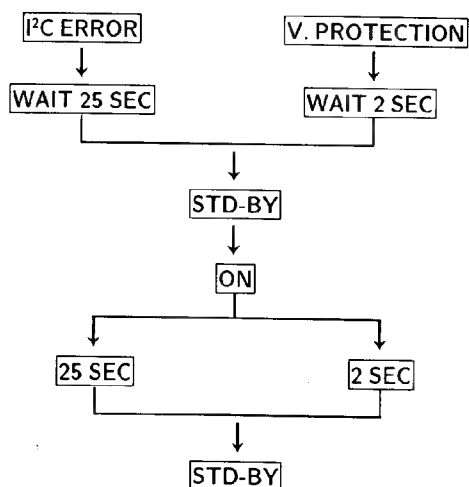 I²C ERROR
V. PROTECTION
WAIT 25 SEC
WAIT 2 SEC
STD-BY
ON
25 SEC
2 SEC
STD-BY